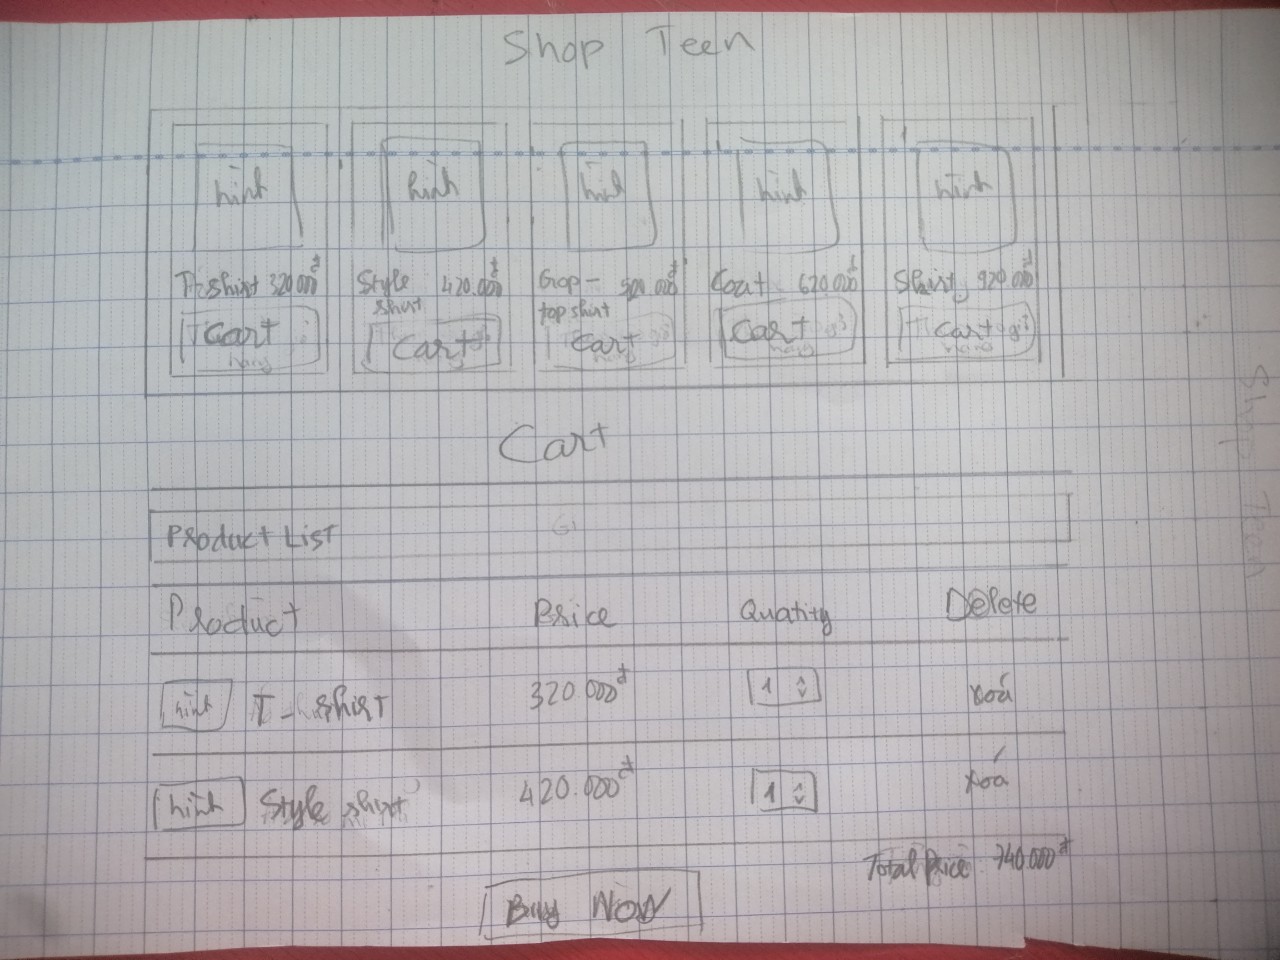 Shop Teen
hình hình hình hình hình
T-shirt 320.000đ Style 420.000đ Crop- 500.000đ Coat 620.000đ Shirt 920.000đ
shirt top shirt
Cart Cart Cart Cart Cart
Cart
Product List
Product Price Quatity Delete
hình T-shirt 320.000đ 1 xoá
hình Style shirt 420.000đ 1 xoá
Total Price 740.000đ
Buy Now
Shop Teen